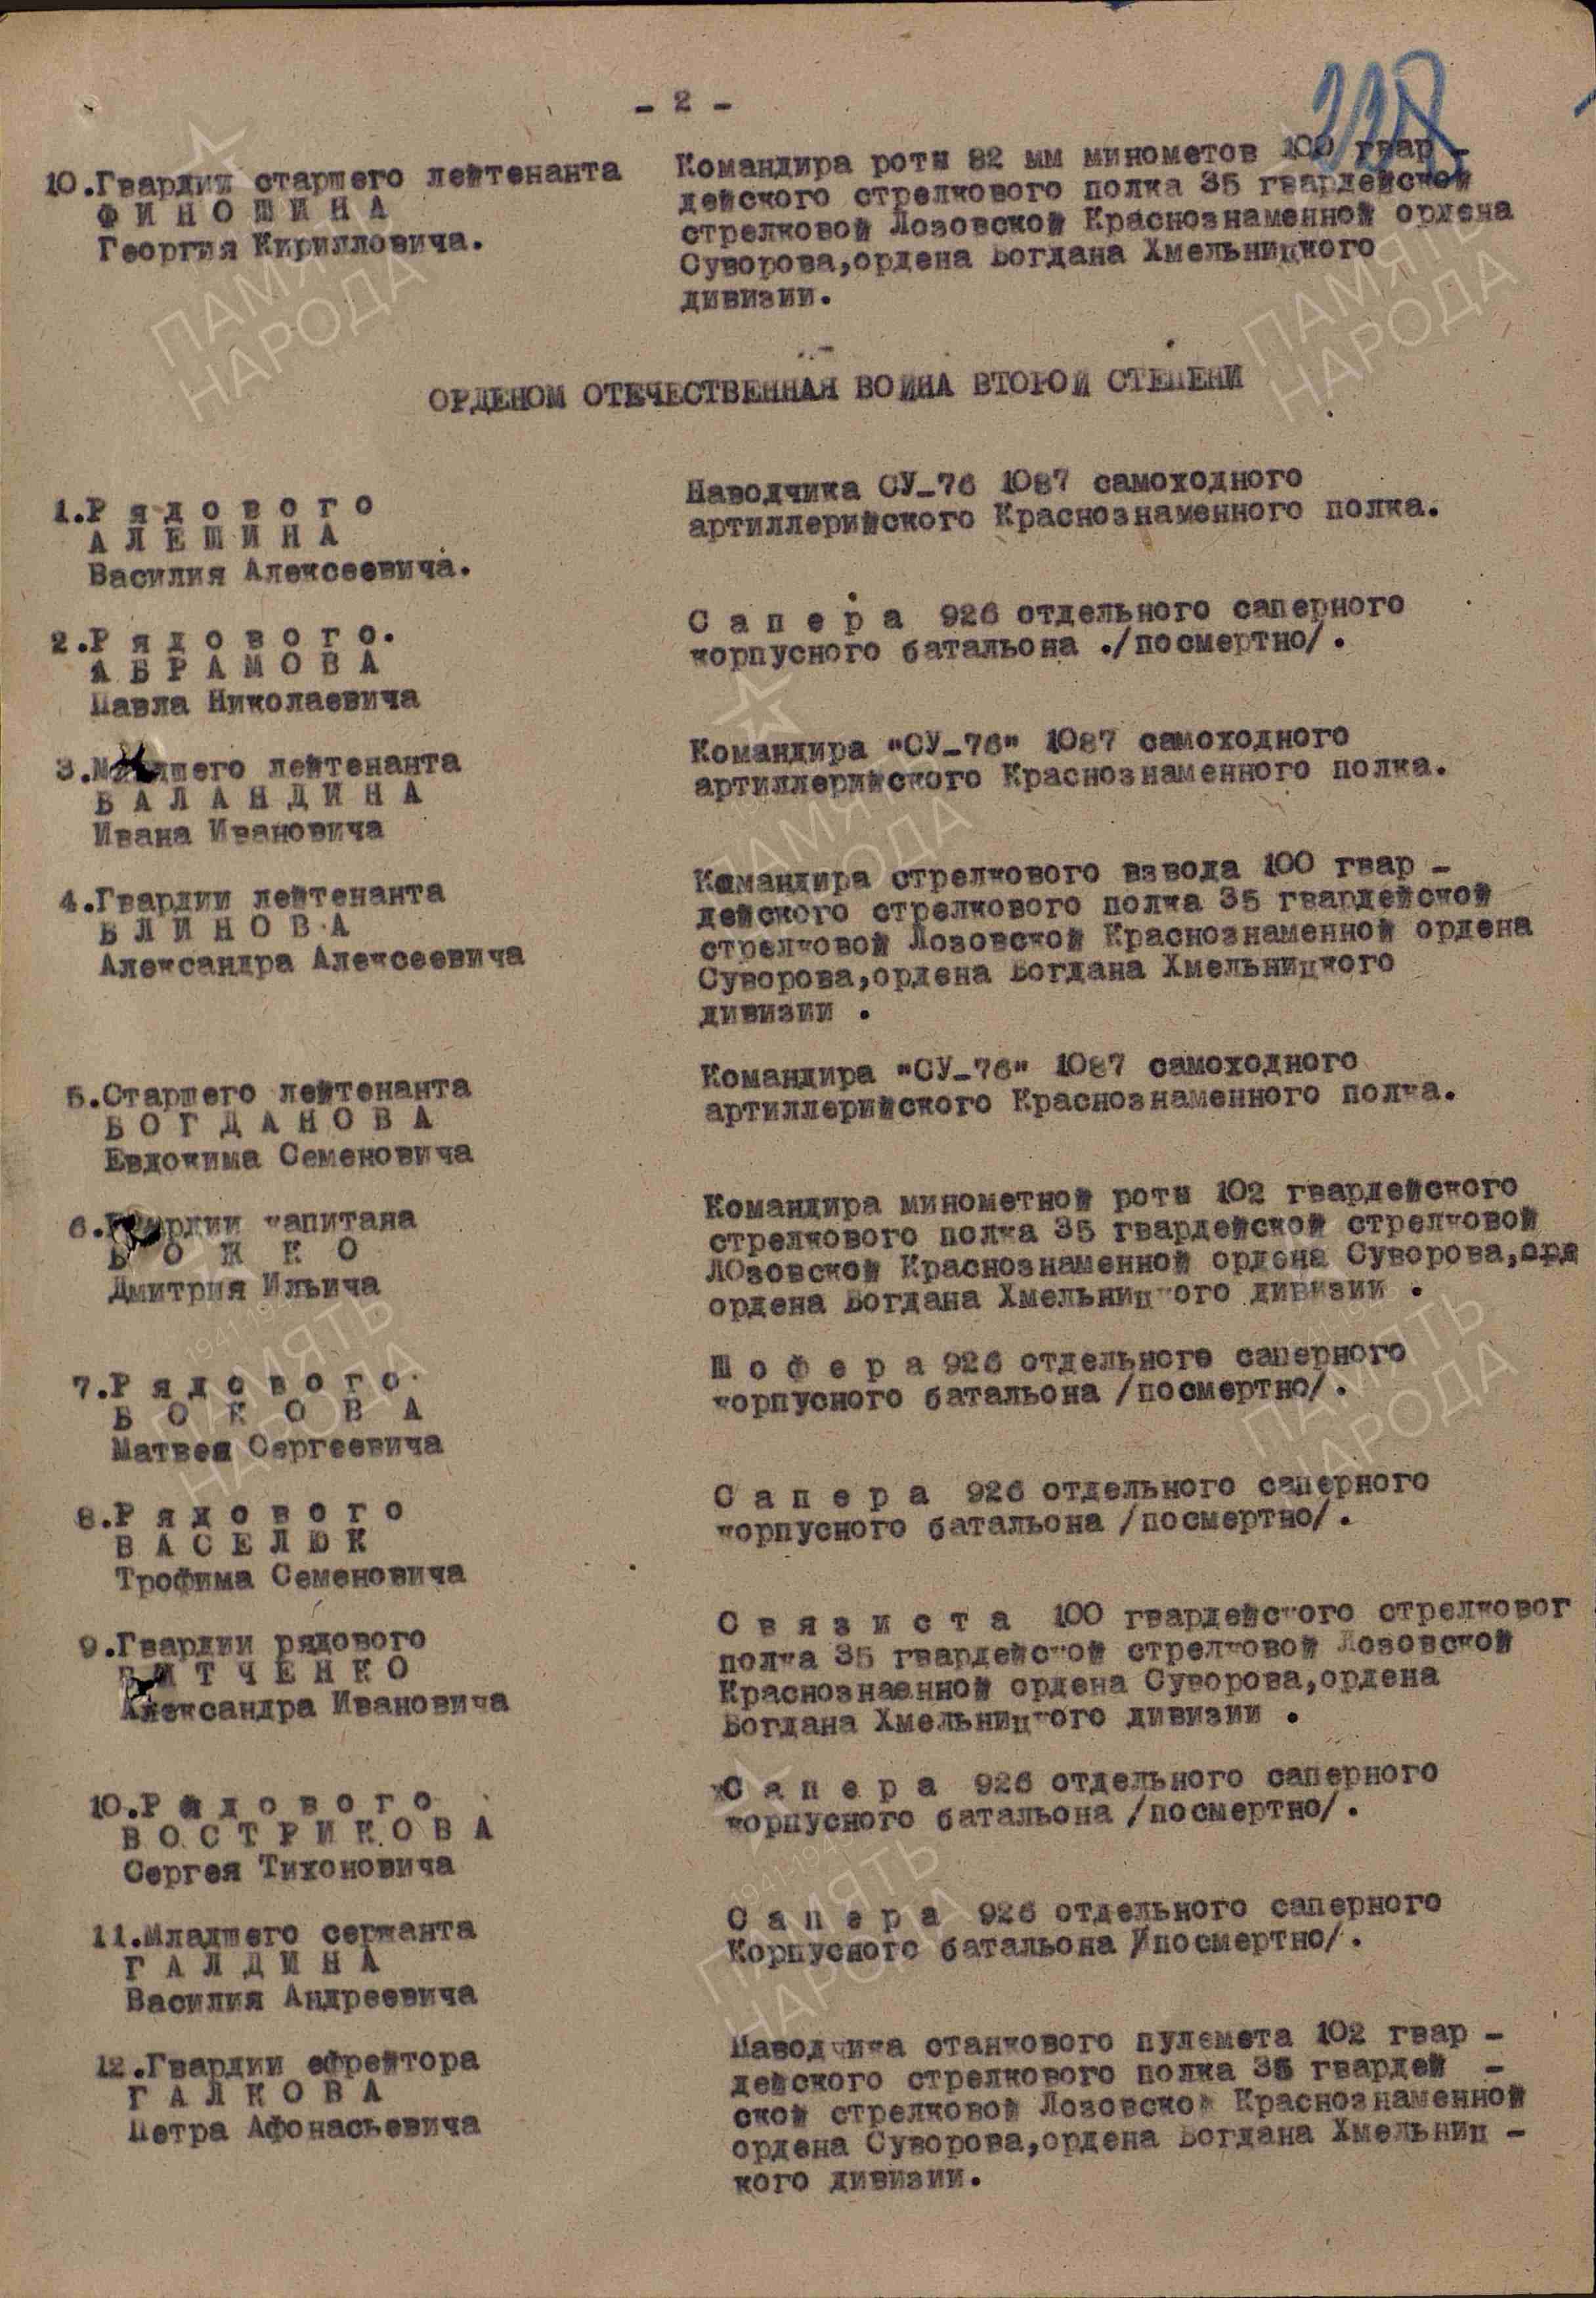 228
- 2 -
10.Гвардии старшего лейтенанта
ФИНОШИНА
Георгия Кирилловича.
Командира роты 82 мм минометов 100 гвар -
дейского стрелкового полка 35 гвардейской
стрелковой Лозовской Краснознаменной ордена
Суворова,ордена Богдана Хмельницкого
дивизии.
ОРДЕНОМ ОТЕЧЕСТВЕННАЯ ВОЙНА ВТОРОЙ СТЕПЕНИ
1.Рядового
АЛЕШИНА
Василия Алексеевича.
Наводчика СУ-76 1087 самоходного
артиллерийского Краснознаменного полка.
2.Рядового.
АБРАМОВА
Павла Николаевича
Сапера 926 отдельного саперного
корпусного батальона ./посмертно/.
3.Младшего лейтенанта
БАЛАНДИНА
Ивана Ивановича
Командира "СУ-76" 1087 самоходного
артиллерийского Краснознаменного полка.
4.Гвардии лейтенанта
БЛИНОВА
Александра Алексеевича
Командира стрелкового взвода 100 гвар -
дейского стрелкового полка 35 гвардейской
стрелковой Лозовской Краснознаменной ордена
Суворова,ордена Богдана Хмельницкого
дивизии .
5.Старшего лейтенанта
БОГДАНОВА
Евдокима Семеновича
Командира "СУ-76" 1087 самоходного
артиллерийского Краснознаменного полка.
6.Гвардии капитана
БОЖКО
Дмитрия Ильича
Командира минометной роты 102 гвардейского
стрелкового полка 35 гвардейской стрелковой
ЛОзовской Краснознаменной ордена Суворова,орд
ордена Богдана Хмельницкого дивизии .
7.Рядового.
БОКОВА
Матвея Сергеевича
Шофера 926 отдельного саперного
корпусного батальона /посмертно/.
8.Рядового
ВАСЕЛЮК
Трофима Семеновича
Сапера 926 отдельного саперного
корпусного батальона /посмертно/.
9.Гвардии рядового
ВИТЧЕНКО
Александра Ивановича
Связиста 100 гвардейского стрелковог
полка 35 гвардейской стрелковой Лозовской
Краснознаенной ордена Суворова,ордена
Богдана Хмельницкого дивизии .
10.Рядового
ВОСТРИКОВА
Сергея Тихоновича
Сапера 926 отдельного саперного
корпусного батальона /посмертно/.
11.Младшего сержанта
ГАЛДИНА
Василия Андреевича
Сапера 926 отдельного саперного
Корпусного батальона /посмертно/.
12.Гвардии ефрейтора
ГАЛКОВА
Петра Афонасьевича
Наводчика станкового пулемета 102 гвар -
дейского стрелкового полка 35 гвардей -
ской стрелковой Лозовской Краснознаменной
ордена Суворова,ордена Богдана Хмельниц -
кого дивизии.